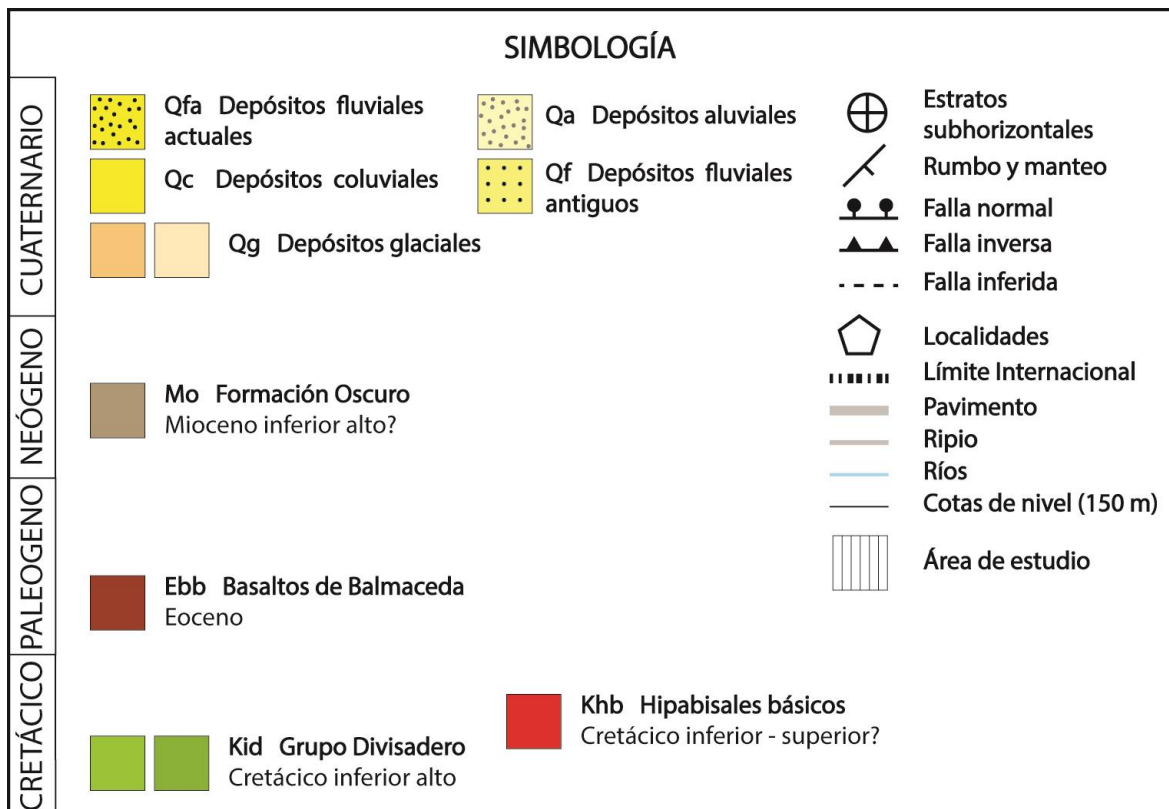 SIMBOLOGÍA
CUATERNARIO
Qfa Depósitos fluviales
actuales
Qa Depósitos aluviales
Qc Depósitos coluviales
Qf Depósitos fluviales
antiguos
Qg Depósitos glaciales
NEÓGENO
Mo Formación Oscuro
Mioceno inferior alto?
PALEOGENO
Ebb Basaltos de Balmaceda
Eoceno
CRETÁCICO
Khb Hipabisales básicos
Cretácico inferior - superior?
Kid Grupo Divisadero
Cretácico inferior alto
Estratos
subhorizontales
Rumbo y manteo
Falla normal
Falla inversa
Falla inferida
Localidades
Límite Internacional
Pavimento
Ripio
Ríos
Cotas de nivel (150 m)
Área de estudio